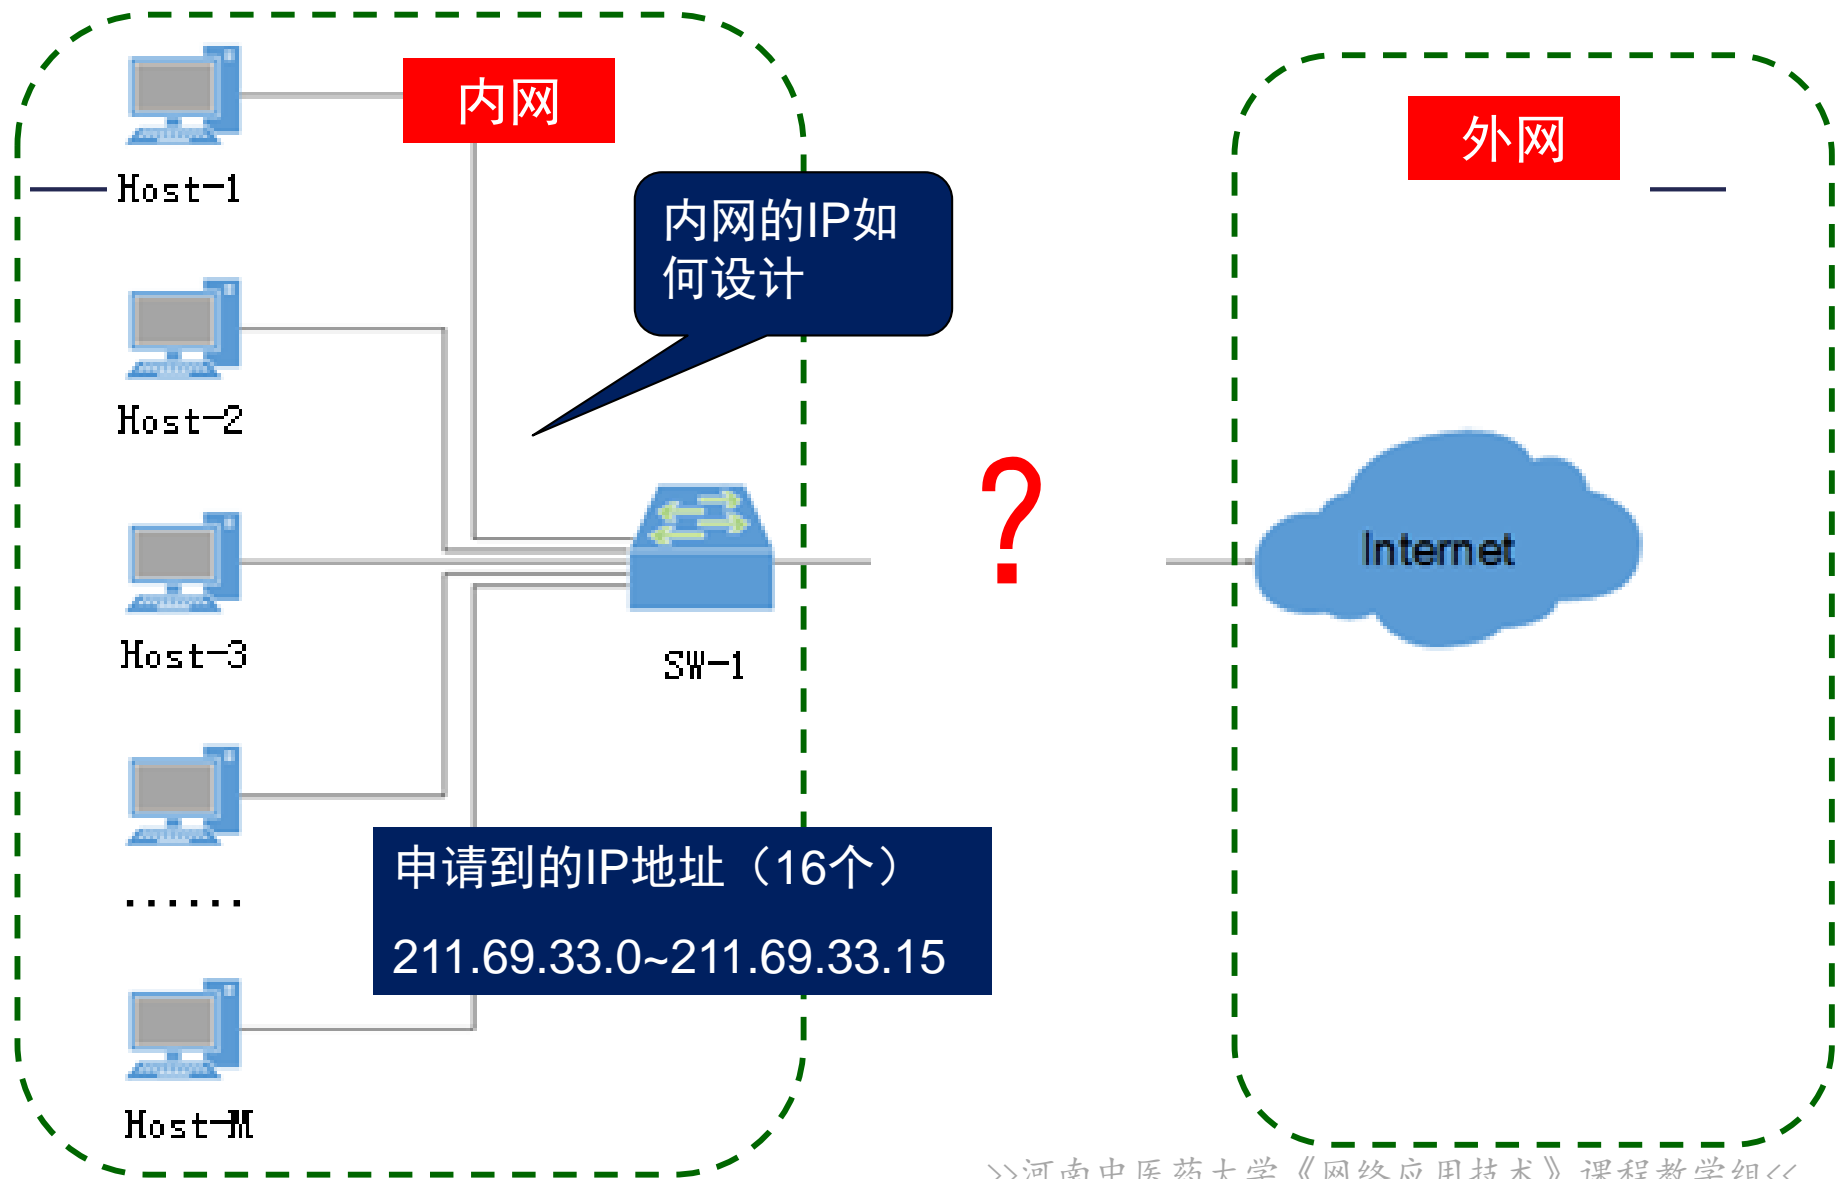 内网
外网
Host-1
内网的IP如
何设计
Host-2
?
Internet
Host-3
SW-1
申请到的IP地址（16个）
······
211.69.33.0~211.69.33.15
Host-M
>>河南中医药大学《网络应用技术》课程教学组<<